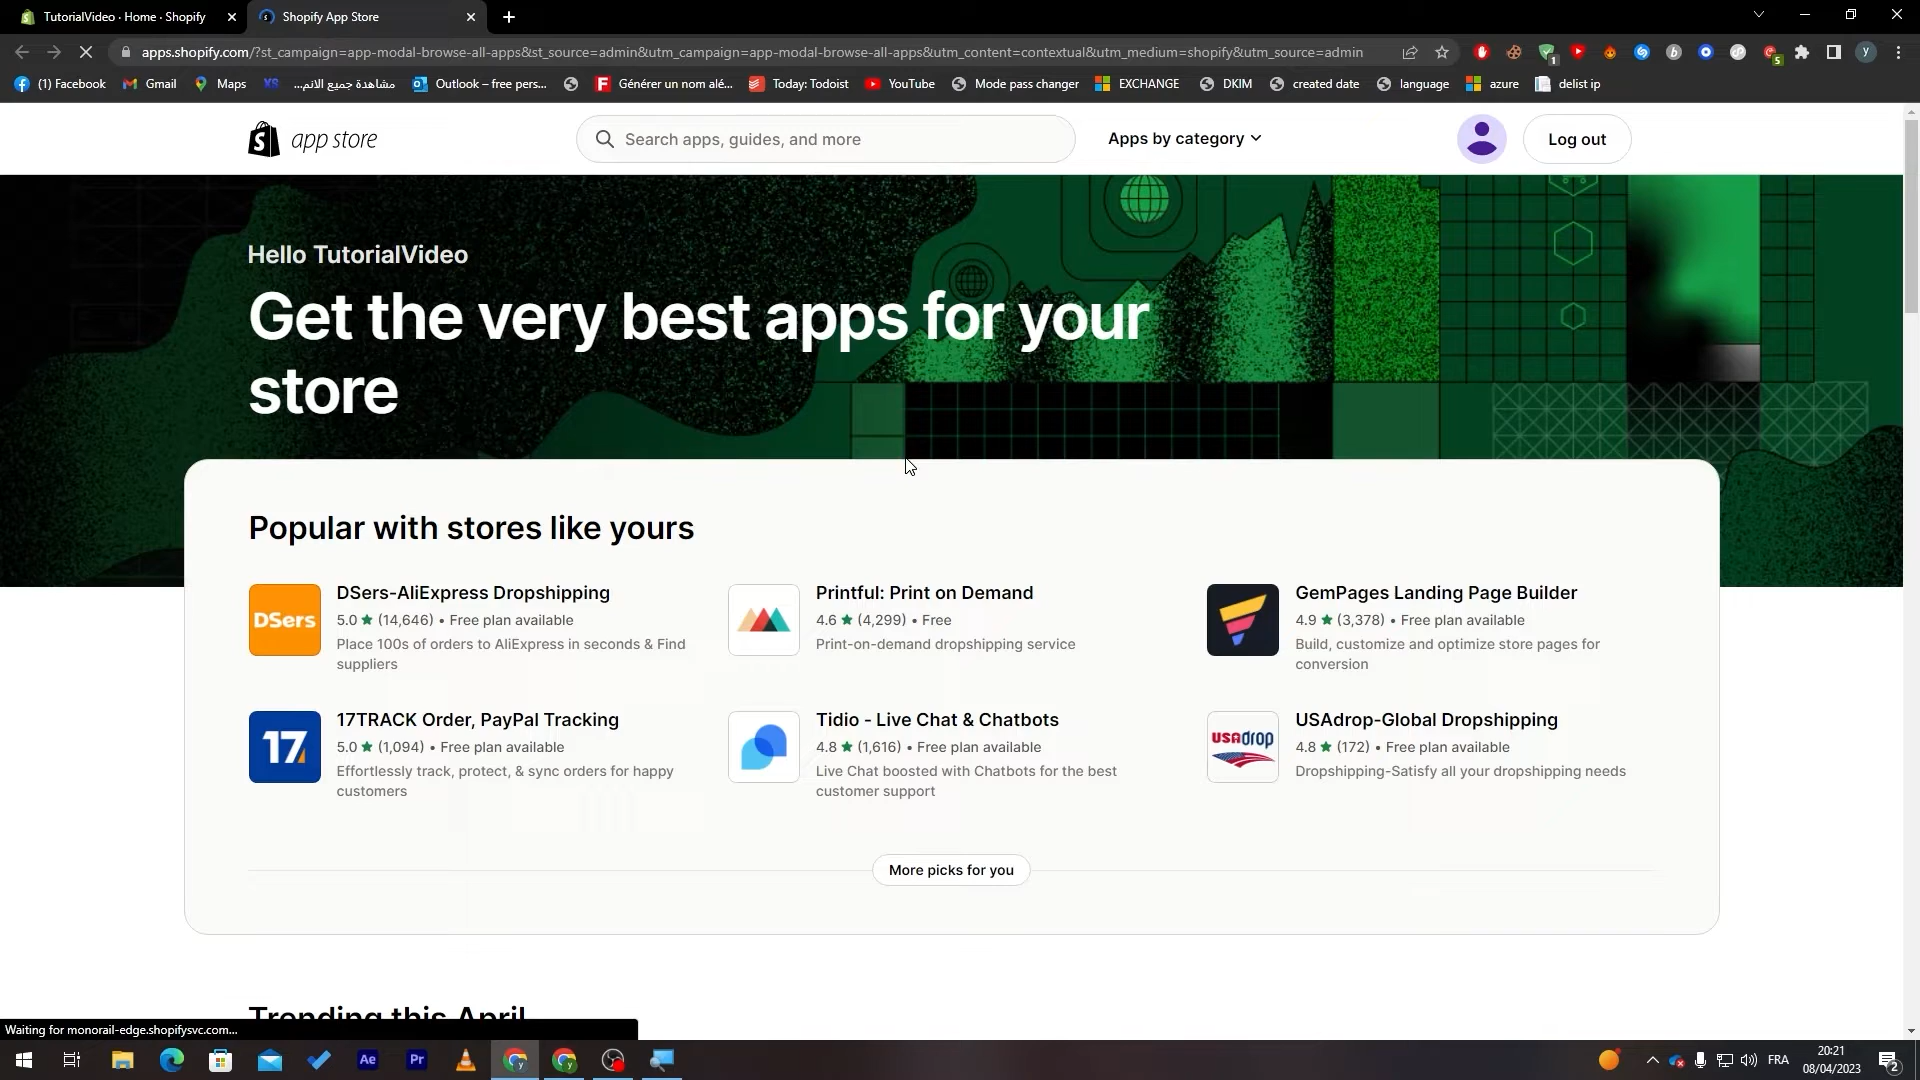 TutorialVideo · Home · Shopify
Shopify App Store
apps.shopify.com/?st_campaign=app-modal-browse-all-apps&st_source=admin&utm_campaign=app-modal-browse-all-apps&utm_content=contextual&utm_medium=shopify&utm_source=admin
(1) Facebook
Gmail
Maps
مشاهدة جميع الانم...
Outlook – free pers...
Générer un nom alé...
Today: Todoist
YouTube
Mode pass changer
EXCHANGE
DKIM
created date
language
azure
delist ip
app store
Search apps, guides, and more
Apps by category
Log out
Hello TutorialVideo
Get the very best apps for your
store
Popular with stores like yours
DSers
DSers-AliExpress Dropshipping
5.0 ★ (14,646) • Free plan available
Place 100s of orders to AliExpress in seconds & Find
suppliers
Printful: Print on Demand
4.6 ★ (4,299) • Free
Print-on-demand dropshipping service
GemPages Landing Page Builder
4.9 ★ (3,378) • Free plan available
Build, customize and optimize store pages for
conversion
17
17TRACK Order, PayPal Tracking
5.0 ★ (1,094) • Free plan available
Effortlessly track, protect, & sync orders for happy
customers
Tidio - Live Chat & Chatbots
4.8 ★ (1,616) • Free plan available
Live Chat boosted with Chatbots for the best
customer support
USAdrop
USAdrop-Global Dropshipping
4.8 ★ (172) • Free plan available
Dropshipping-Satisfy all your dropshipping needs
More picks for you
Trending this April
Waiting for monorail-edge.shopifysvc.com...
Ae
Pr
FRA
20:21
08/04/2023
2